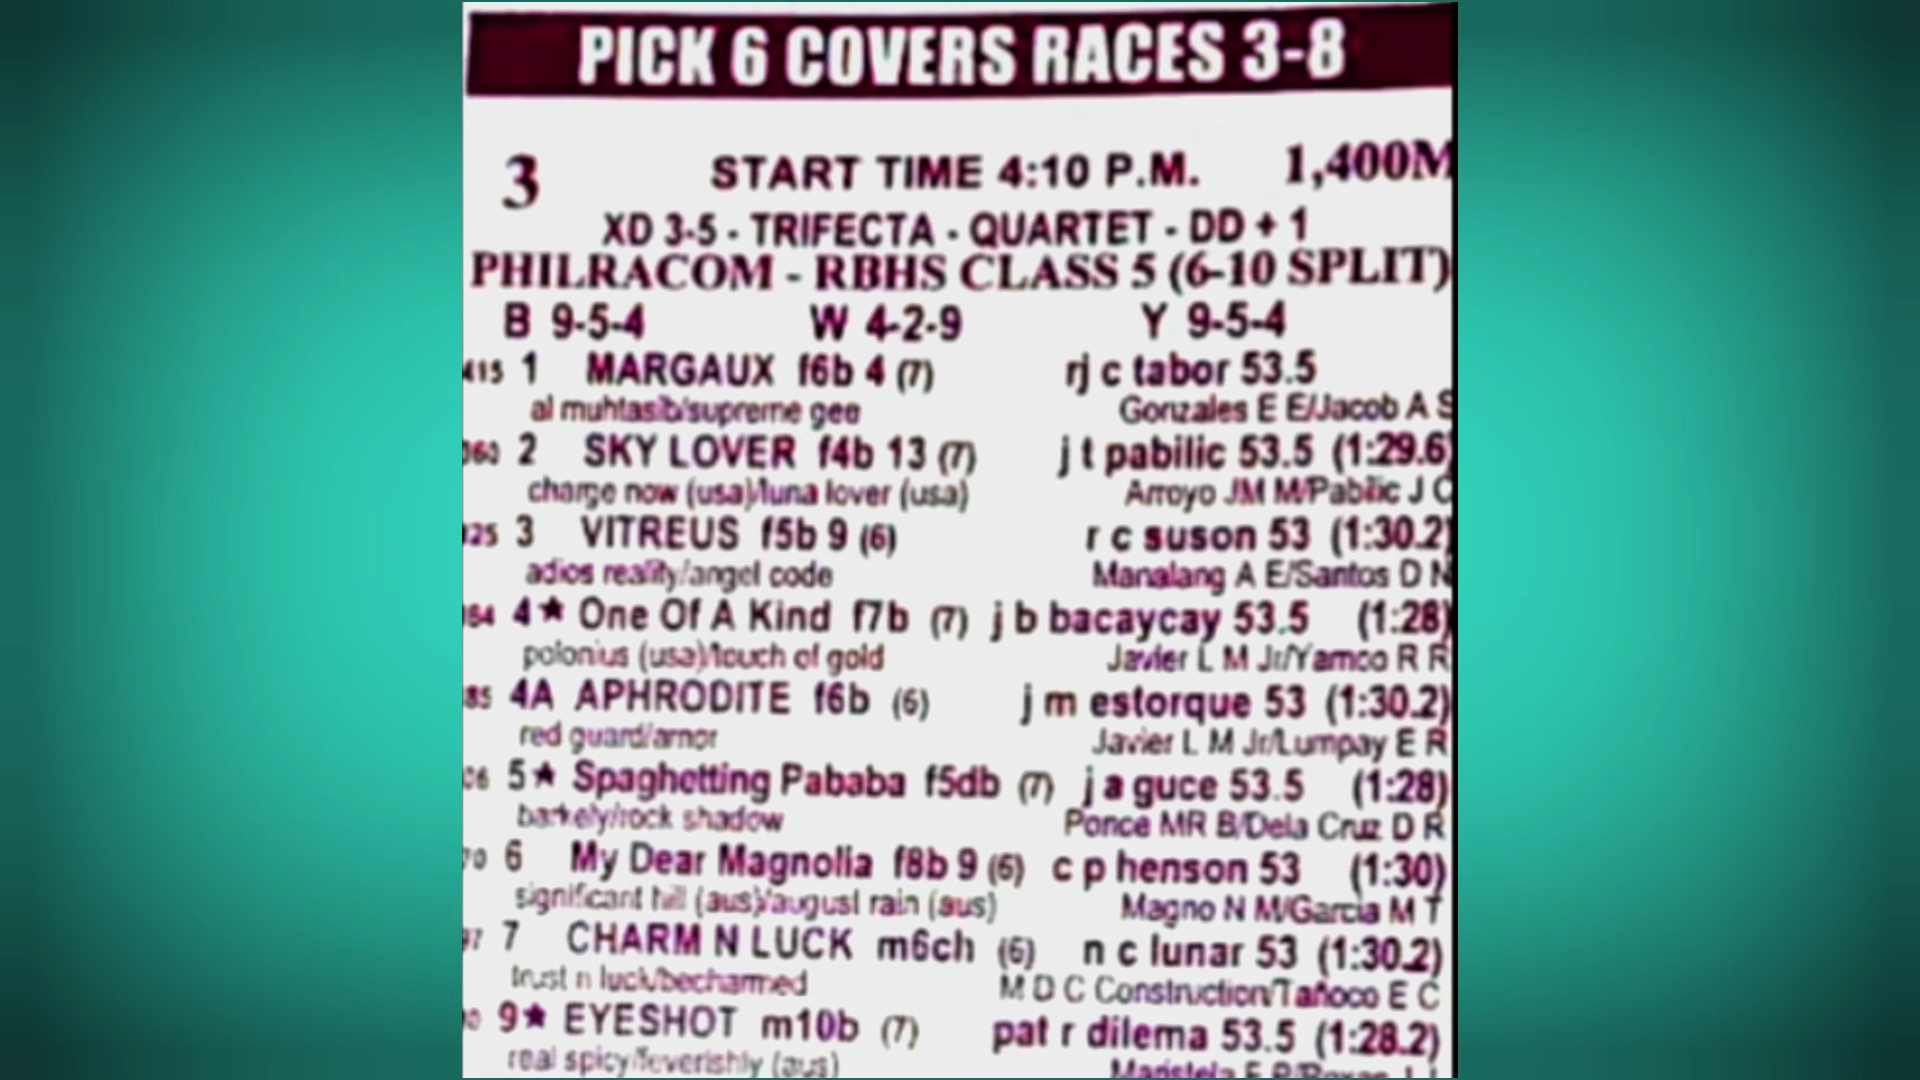 PICK 6 COVERS RACES 3-8
3 START TIME 4:10 P.M. 1,400M
XD 3-5 - TRIFECTA - QUARTET - DD + 1
PHILRACOM - RBHS CLASS 5 (6-10 SPLIT)
B 9-5-4 W 4-2-9 Y 9-5-4
415 1 MARGAUX f6b 4 (7) rj c tabor 53.5
al muhtasib/supreme gee Gonzales E E/Jacob A S
060 2 SKY LOVER f4b 13 (7) j t pabilic 53.5 (1:29.6)
charge now (usa)/luna lover (usa) Arroyo JM M/Pabilic J C
25 3 VITREUS f5b 9 (6) r c suson 53 (1:30.2)
adios reality/angel code Manalang A E/Santos D N
64 4★ One Of A Kind f7b (7) j b bacaycay 53.5 (1:28)
polonius (usa)/touch of gold Javier L M Jr/Yamco R R
85 4A APHRODITE f6b (6) j m estorque 53 (1:30.2)
red guard/amor Javier L M Jr/Lumpay E R
06 5★ Spaghetting Pababa f5db (7) j a guce 53.5 (1:28)
barkely/rock shadow Ponce MR B/Dela Cruz D R
70 6 My Dear Magnolia f8b 9 (6) c p henson 53 (1:30)
significant hill (aus)/august rain (aus) Magno N M/Garcia M T
97 7 CHARM N LUCK m6ch (6) n c lunar 53 (1:30.2)
trust n luck/becharmed M D C Construction/Tañoco E C
9★ EYESHOT m10b (7) pat r dilema 53.5 (1:28.2)
real spicy/feverishly (aus)